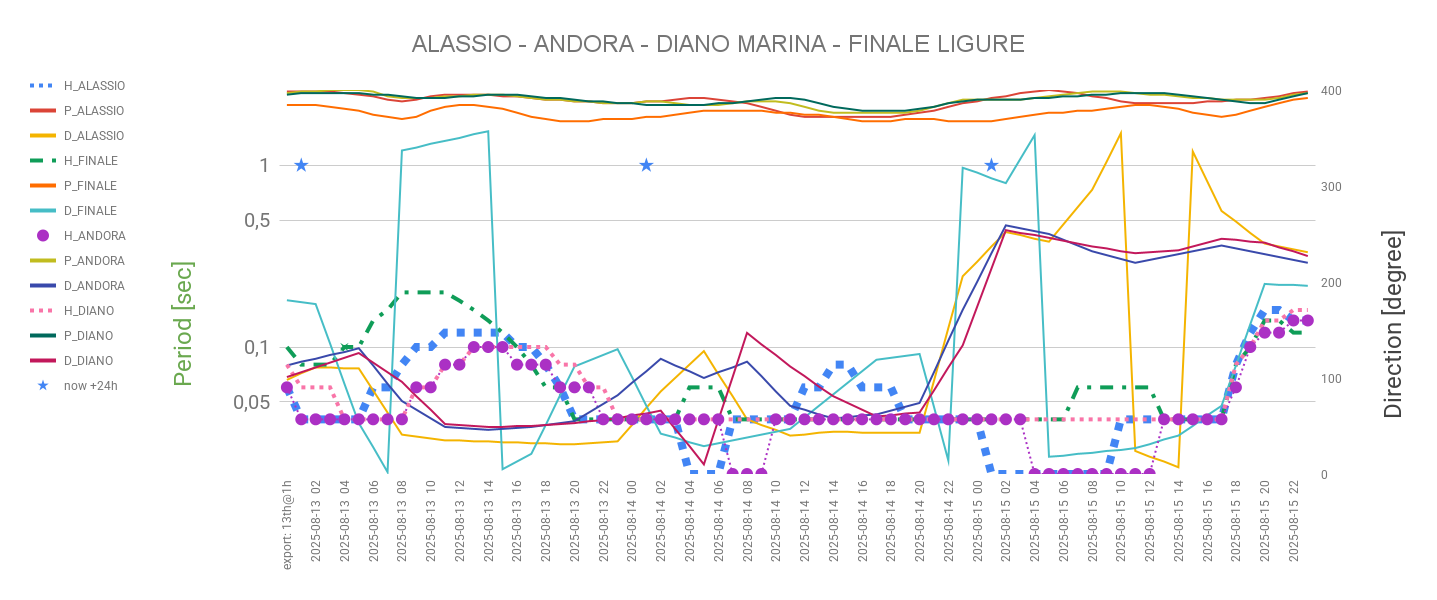 ALASSIO - ANDORA - DIANO MARINA - FINALE LIGURE
H_ALASSIO
P_ALASSIO
D_ALASSIO
H_FINALE
P_FINALE
D_FINALE
H_ANDORA
P_ANDORA
D_ANDORA
H_DIANO
P_DIANO
D_DIANO
now +24h
Period [sec]
1
0,5
0,1
0,05
400
300
200
100
0
Direction [degree]
export: 13th@1h
2025-08-13 02
2025-08-13 04
2025-08-13 06
2025-08-13 08
2025-08-13 10
2025-08-13 12
2025-08-13 14
2025-08-13 16
2025-08-13 18
2025-08-13 20
2025-08-13 22
2025-08-14 00
2025-08-14 02
2025-08-14 04
2025-08-14 06
2025-08-14 08
2025-08-14 10
2025-08-14 12
2025-08-14 14
2025-08-14 16
2025-08-14 18
2025-08-14 20
2025-08-14 22
2025-08-15 00
2025-08-15 02
2025-08-15 04
2025-08-15 06
2025-08-15 08
2025-08-15 10
2025-08-15 12
2025-08-15 14
2025-08-15 16
2025-08-15 18
2025-08-15 20
2025-08-15 22